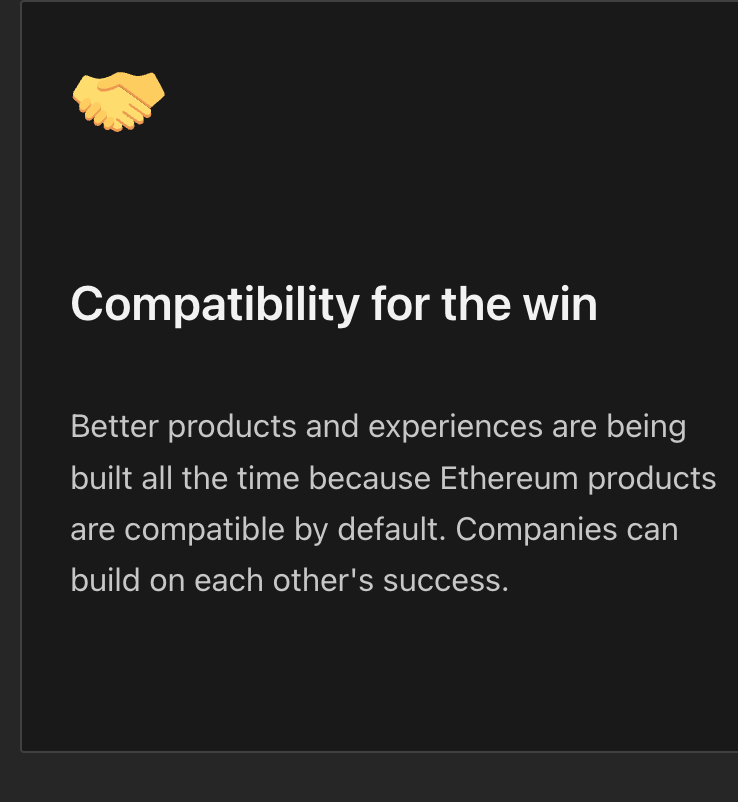 Compatibility for the win
Better products and experiences are being
built all the time because Ethereum products
are compatible by default. Companies can
build on each other's success.